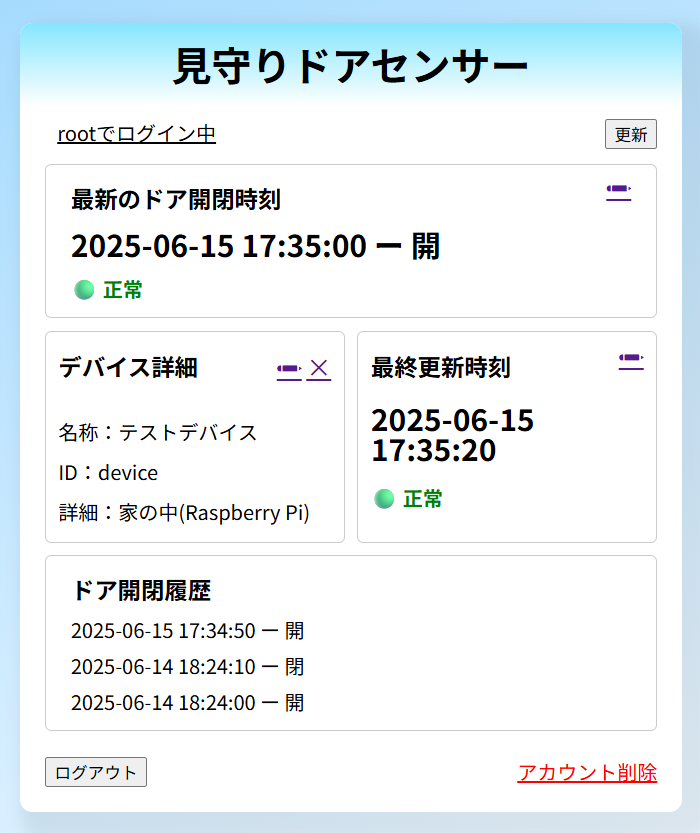 見守りドアセンサー
rootでログイン中
更新
最新のドア開閉時刻
2025-06-15 17:35:00 ー 開
正常
デバイス詳細
名称：テストデバイス
ID：device
詳細：家の中(Raspberry Pi)
最終更新時刻
2025-06-15
17:35:20
正常
ドア開閉履歴
2025-06-15 17:34:50 ー 開
2025-06-14 18:24:10 ー 閉
2025-06-14 18:24:00 ー 開
ログアウト
アカウント削除